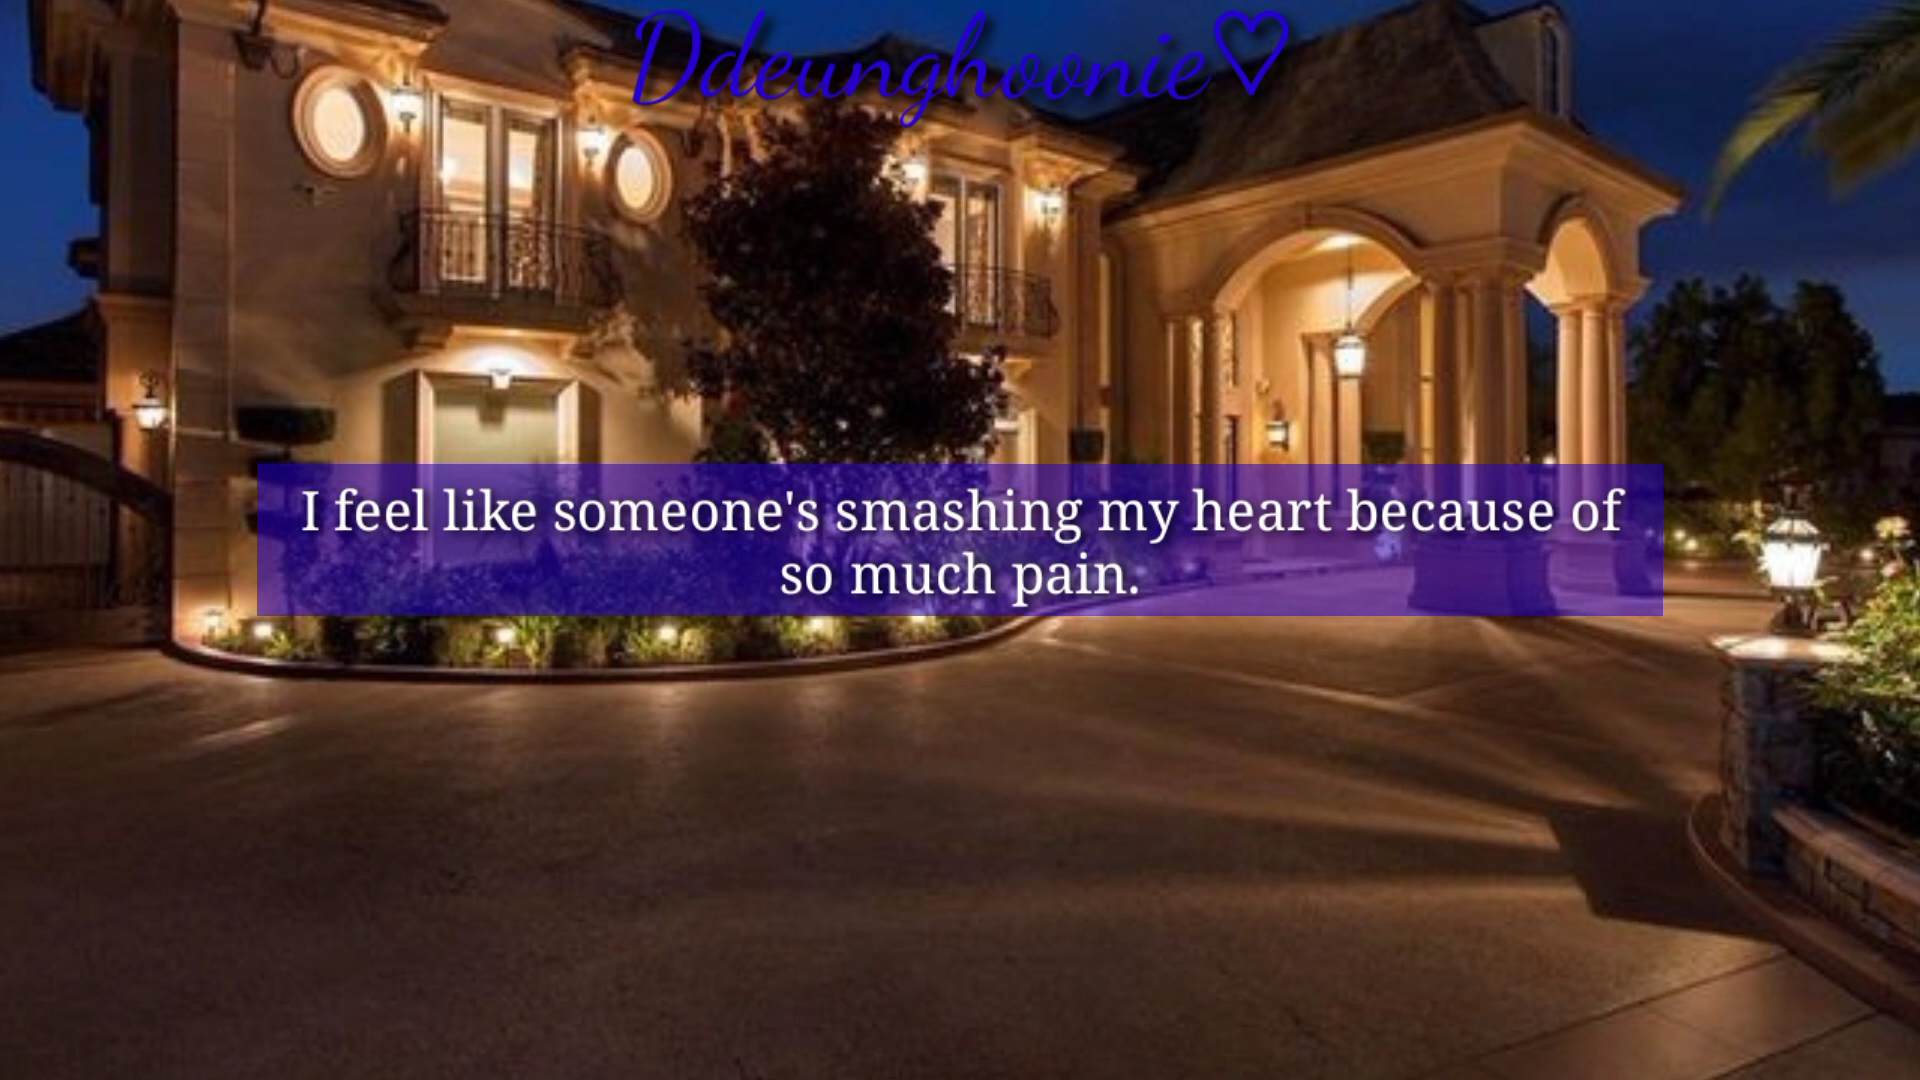 Ddeunghoonie♡
I feel like someone's smashing my heart because of
so much pain.